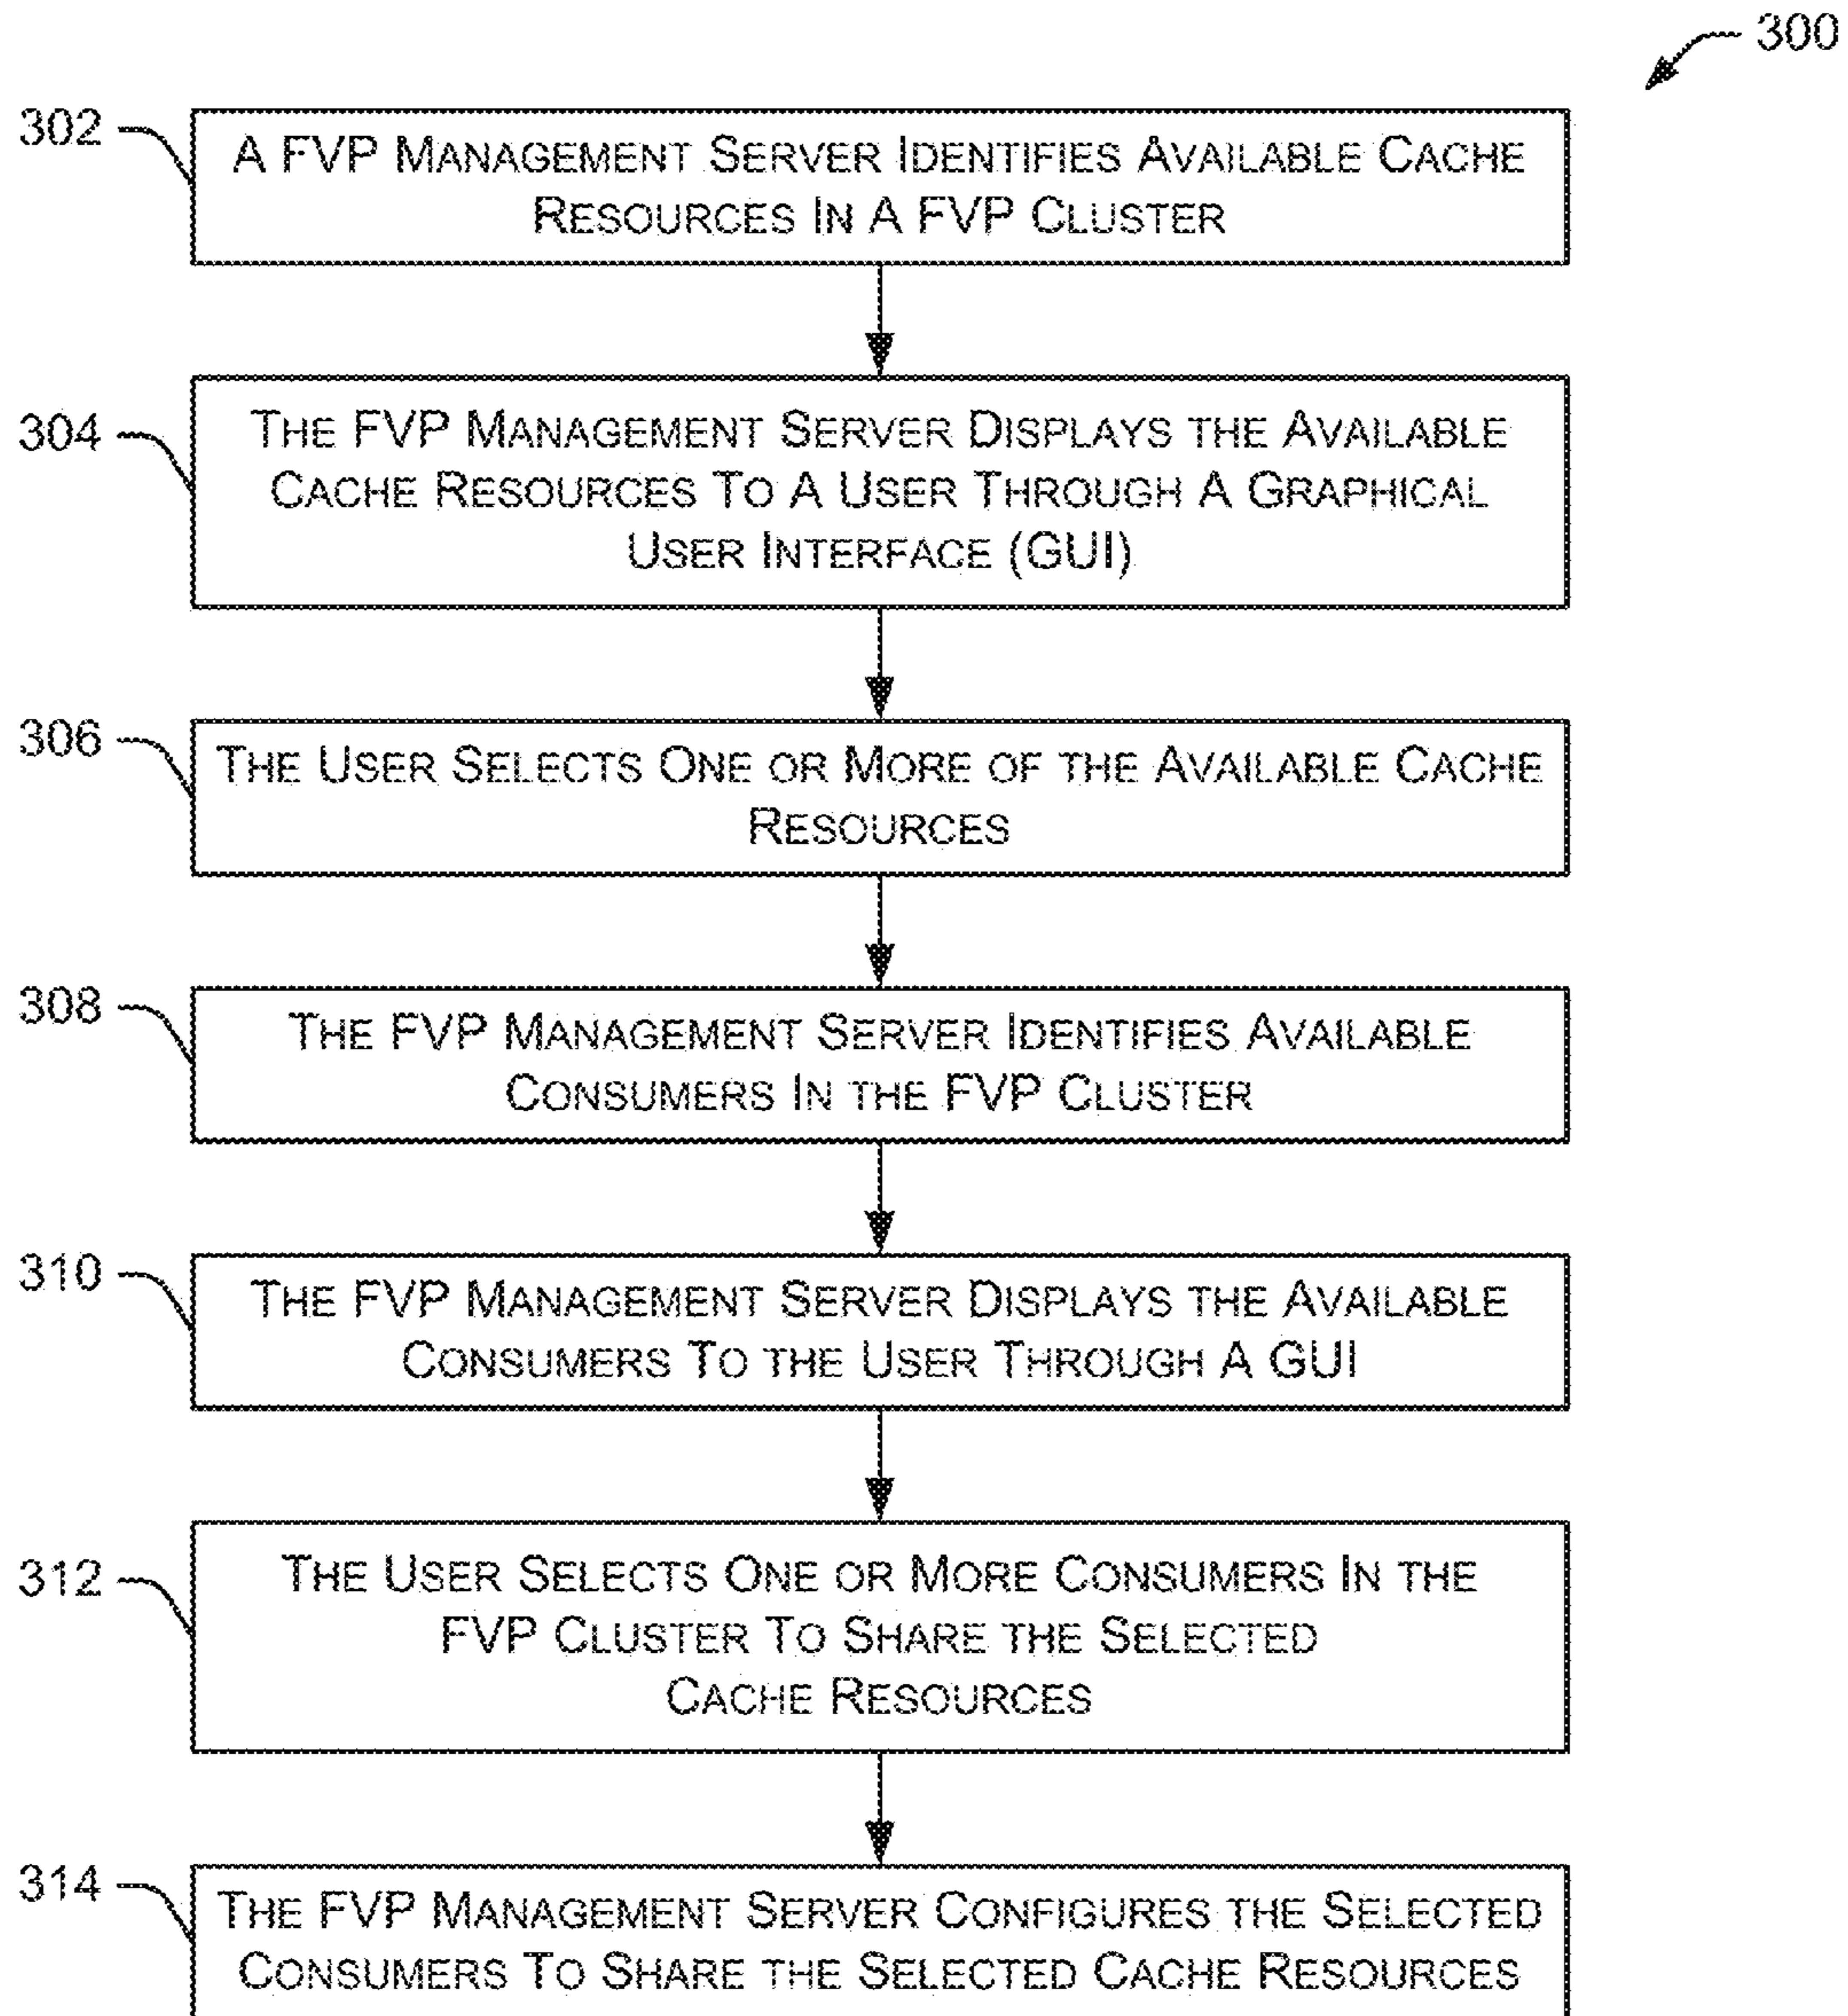 300
302
A FVP MANAGEMENT SERVER IDENTIFIES AVAILABLE CACHE
RESOURCES IN A FVP CLUSTER
304
THE FVP MANAGEMENT SERVER DISPLAYS THE AVAILABLE
CACHE RESOURCES TO A USER THROUGH A GRAPHICAL
USER INTERFACE (GUI)
306
THE USER SELECTS ONE OR MORE OF THE AVAILABLE CACHE
RESOURCES
308
THE FVP MANAGEMENT SERVER IDENTIFIES AVAILABLE
CONSUMERS IN THE FVP CLUSTER
310
THE FVP MANAGEMENT SERVER DISPLAYS THE AVAILABLE
CONSUMERS TO THE USER THROUGH A GUI
312
THE USER SELECTS ONE OR MORE CONSUMERS IN THE
FVP CLUSTER TO SHARE THE SELECTED
CACHE RESOURCES
314
THE FVP MANAGEMENT SERVER CONFIGURES THE SELECTED
CONSUMERS TO SHARE THE SELECTED CACHE RESOURCES